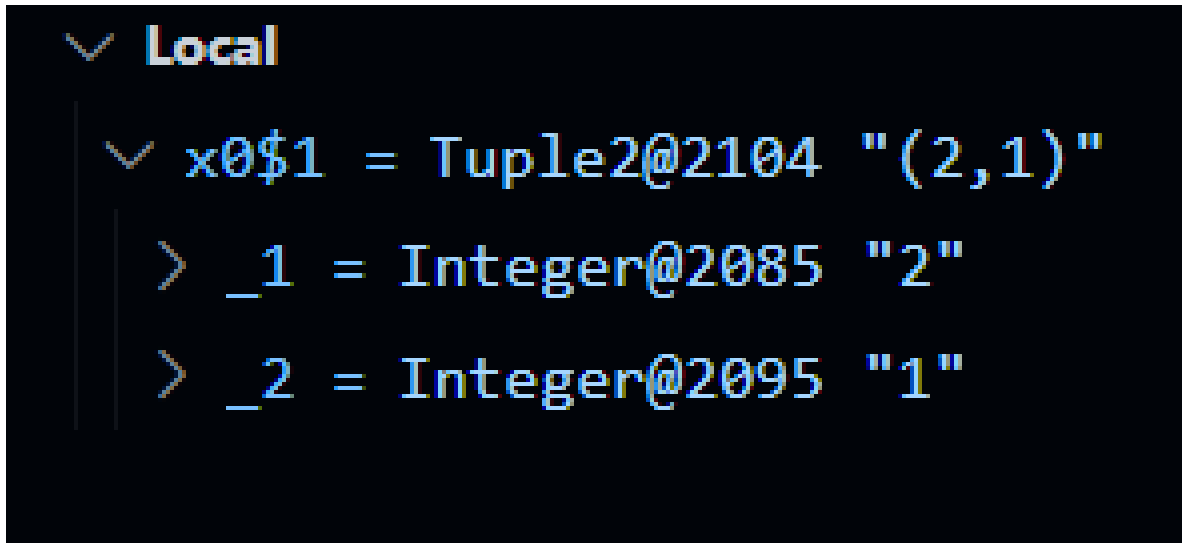 Local
x0$1 = Tuple2@2104 "(2,1)"
_1 = Integer@2085 "2"
_2 = Integer@2095 "1"